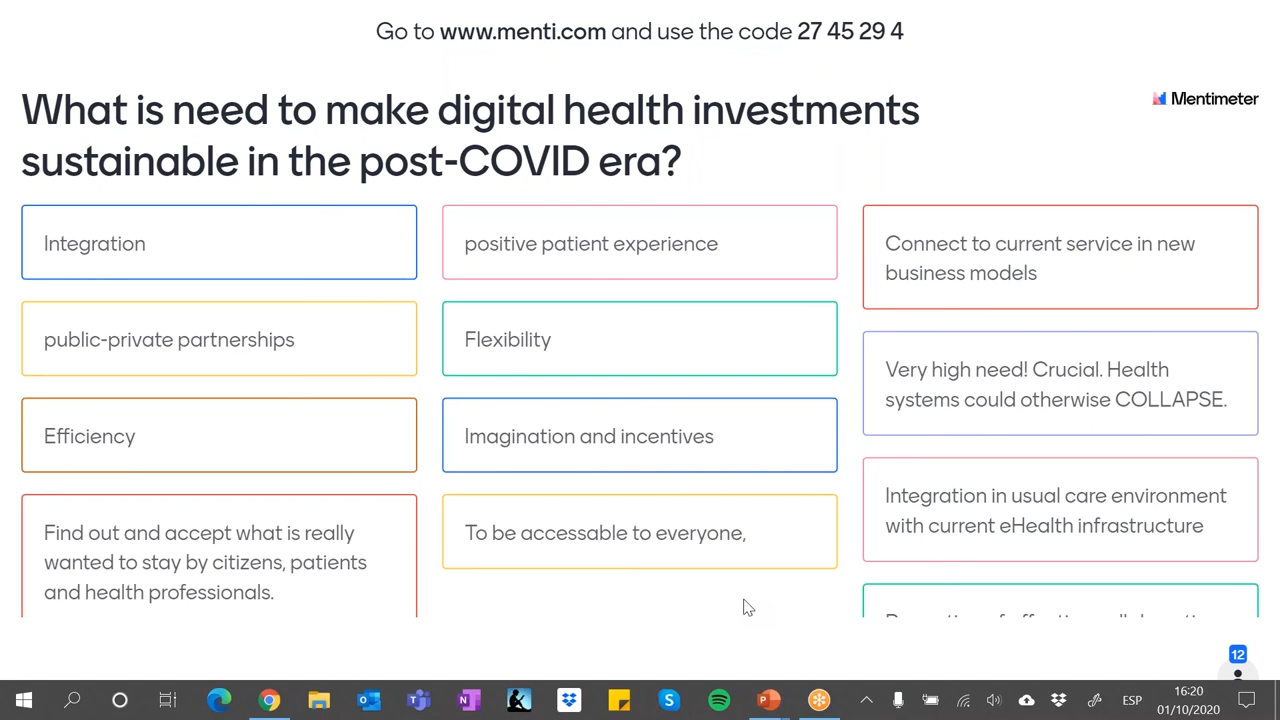 Go to www.menti.com and use the code 27 45 29 4
What is need to make digital health investments
sustainable in the post-COVID era?
Mentimeter
Integration
public-private partnerships
Efficiency
Find out and accept what is really
wanted to stay by citizens, patients
and health professionals.
positive patient experience
Flexibility
Imagination and incentives
To be accessable to everyone,
Connect to current service in new
business models
Very high need! Crucial. Health
systems could otherwise COLLAPSE.
Integration in usual care environment
with current eHealth infrastructure
12
ESP
16:20
01/10/2020